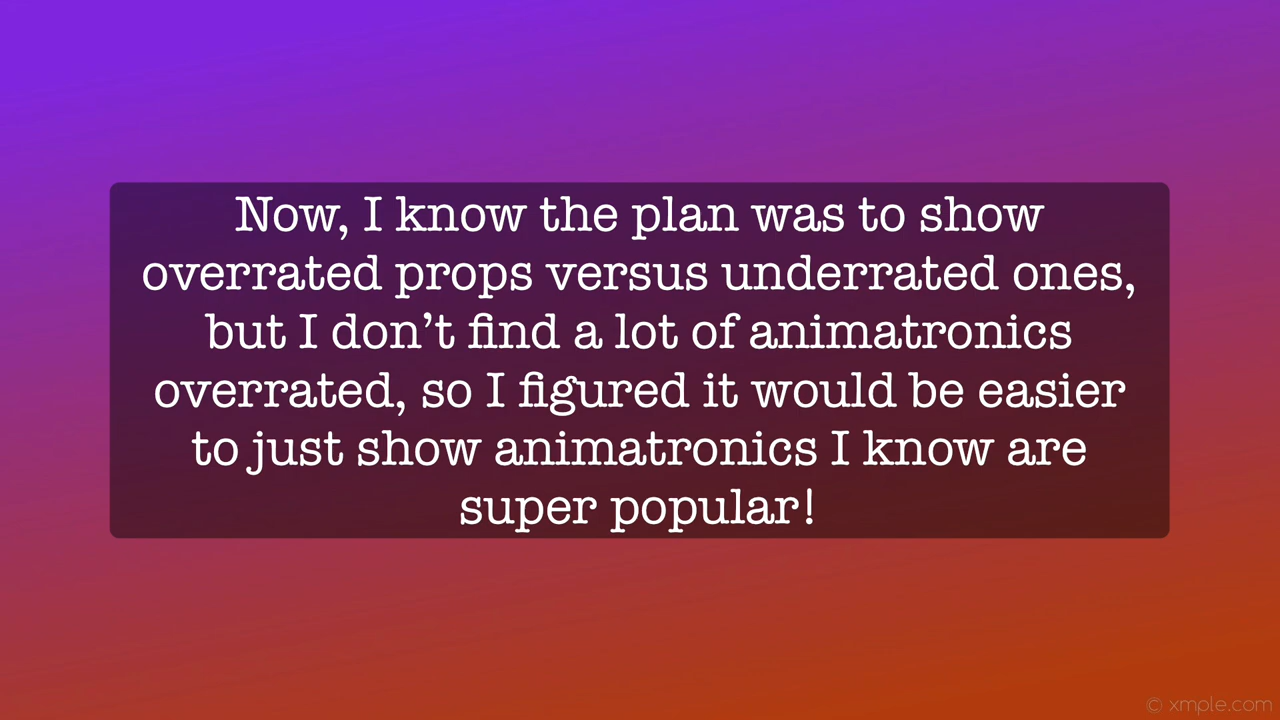 Now, I know the plan was to show
overrated props versus underrated ones,
but I don’t find a lot of animatronics
overrated, so I figured it would be easier
to just show animatronics I know are
super popular!
© xmple.com